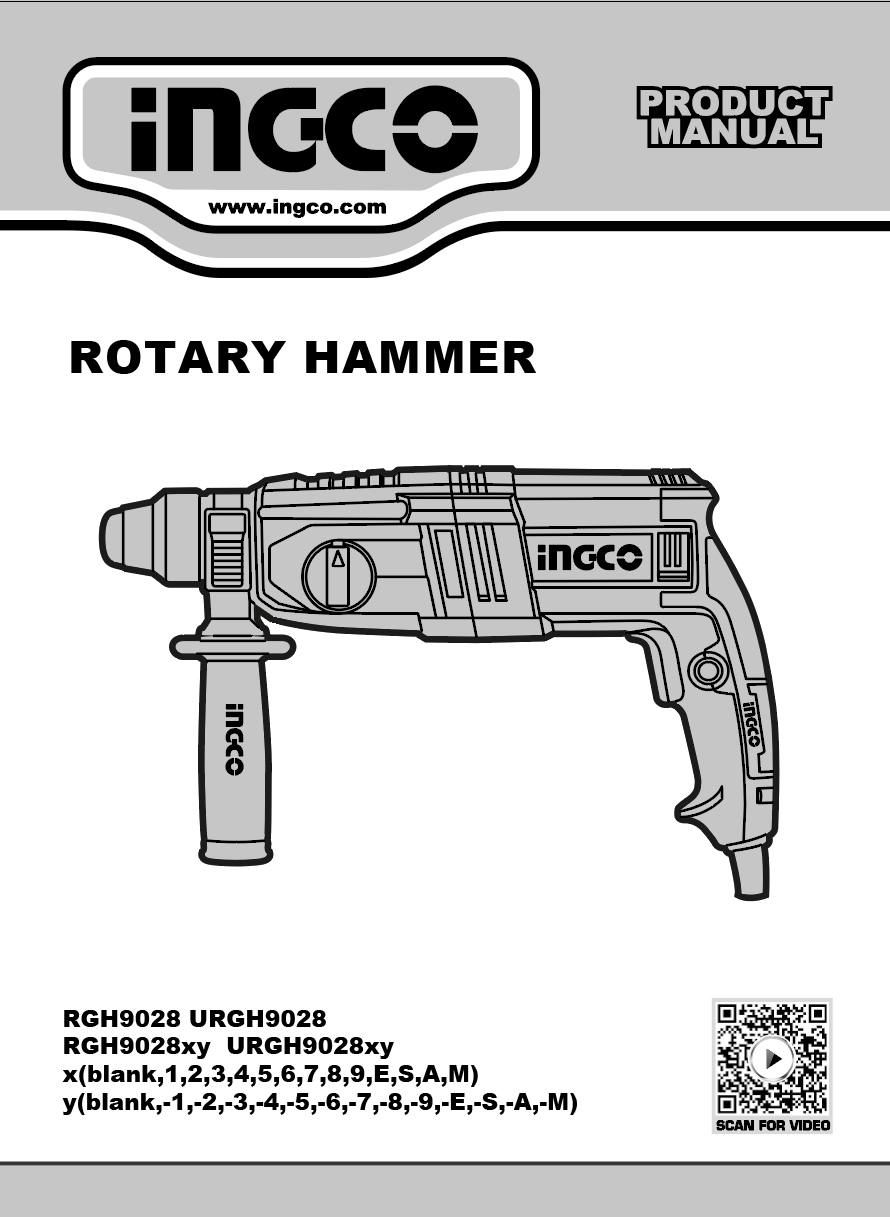 iNGCO
www.ingco.com
PRODUCT
MANUAL
ROTARY HAMMER
iNGCO
iNGCO
iNGCO
RGH9028 URGH9028
RGH9028xy  URGH9028xy
x(blank,1,2,3,4,5,6,7,8,9,E,S,A,M)
y(blank,-1,-2,-3,-4,-5,-6,-7,-8,-9,-E,-S,-A,-M)
SCAN FOR VIDEO